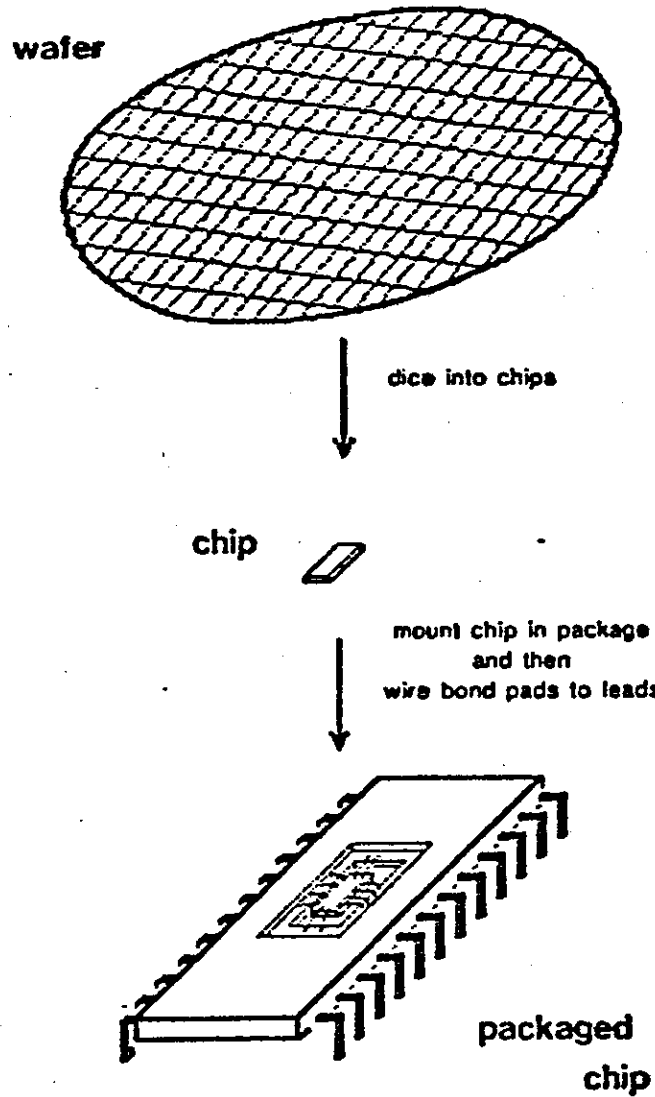 wafer
dice into chips
chip
mount chip in package
and then
wire bond pads to leads
packaged
chip